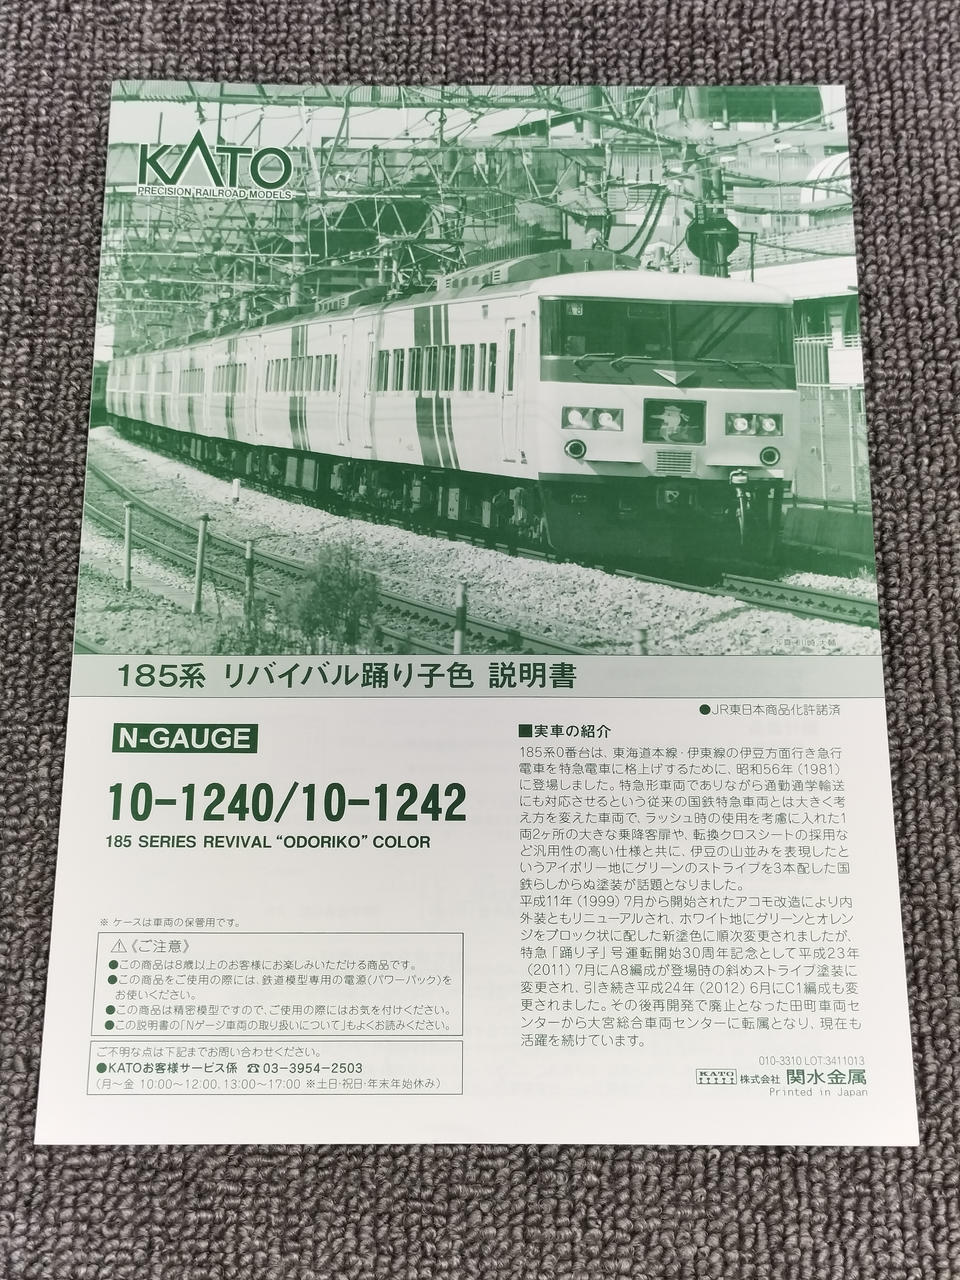 KATO
PRECISION RAILROAD MODELS
185系 リバイバル踊り子色 説明書
●JR東日本商品化許諾済
N-GAUGE
10-1240/10-1242
185 SERIES REVIVAL "ODORIKO" COLOR
※ ケースは車両の保管用です。
⚠《ご注意》
●この商品は8歳以上のお客様にお楽しみいただける商品です。
●この商品をご使用の際には、鉄道模型専用の電源(パワーパック)を
お使いください。
●この商品は精密模型ですので、ご使用の際にはお気を付けください。
●この説明書の「Nゲージ車両の取り扱いについて」もよくお読みください。
ご不明な点は下記までお問い合わせください。
●KATOお客様サービス係 ☎03-3954-2503
(月〜金 10:00〜12:00、13:00〜17:00 ※土日・祝日・年末年始休み)
■実車の紹介
185系0番台は、東海道本線・伊東線の伊豆方面行き急行
電車を特急電車に格上げするために、昭和56年(1981)
に登場しました。特急形車両でありながら通勤通学輸送
にも対応させるという従来の国鉄特急車両とは大きく考
え方を変えた車両で、ラッシュ時の使用を考慮に入れた1
両2ヶ所の大きな乗降客扉や、転換クロスシートの採用な
ど汎用性の高い仕様と共に、伊豆の山並みを表現したと
いうアイボリー地にグリーンのストライプを3本配した国
鉄らしからぬ塗装が話題となりました。
平成11年(1999)7月から開始されたアコモ改造により内
外装ともリニューアルされ、ホワイト地にグリーンとオレン
ジをブロック状に配した新塗色に順次変更されましたが、
特急「踊り子」号運転開始30周年記念として平成23年
(2011)7月にA8編成が登場時の斜めストライプ塗装に
変更され、引き続き平成24年(2012)6月にC1編成も変
更されました。その後再開発で廃止となった田町車両セ
ンターから大宮総合車両センターに転属となり、現在も
活躍を続けています。
010-3310 LOT:3411013
KATO 株式会社 関水金属
Printed in Japan